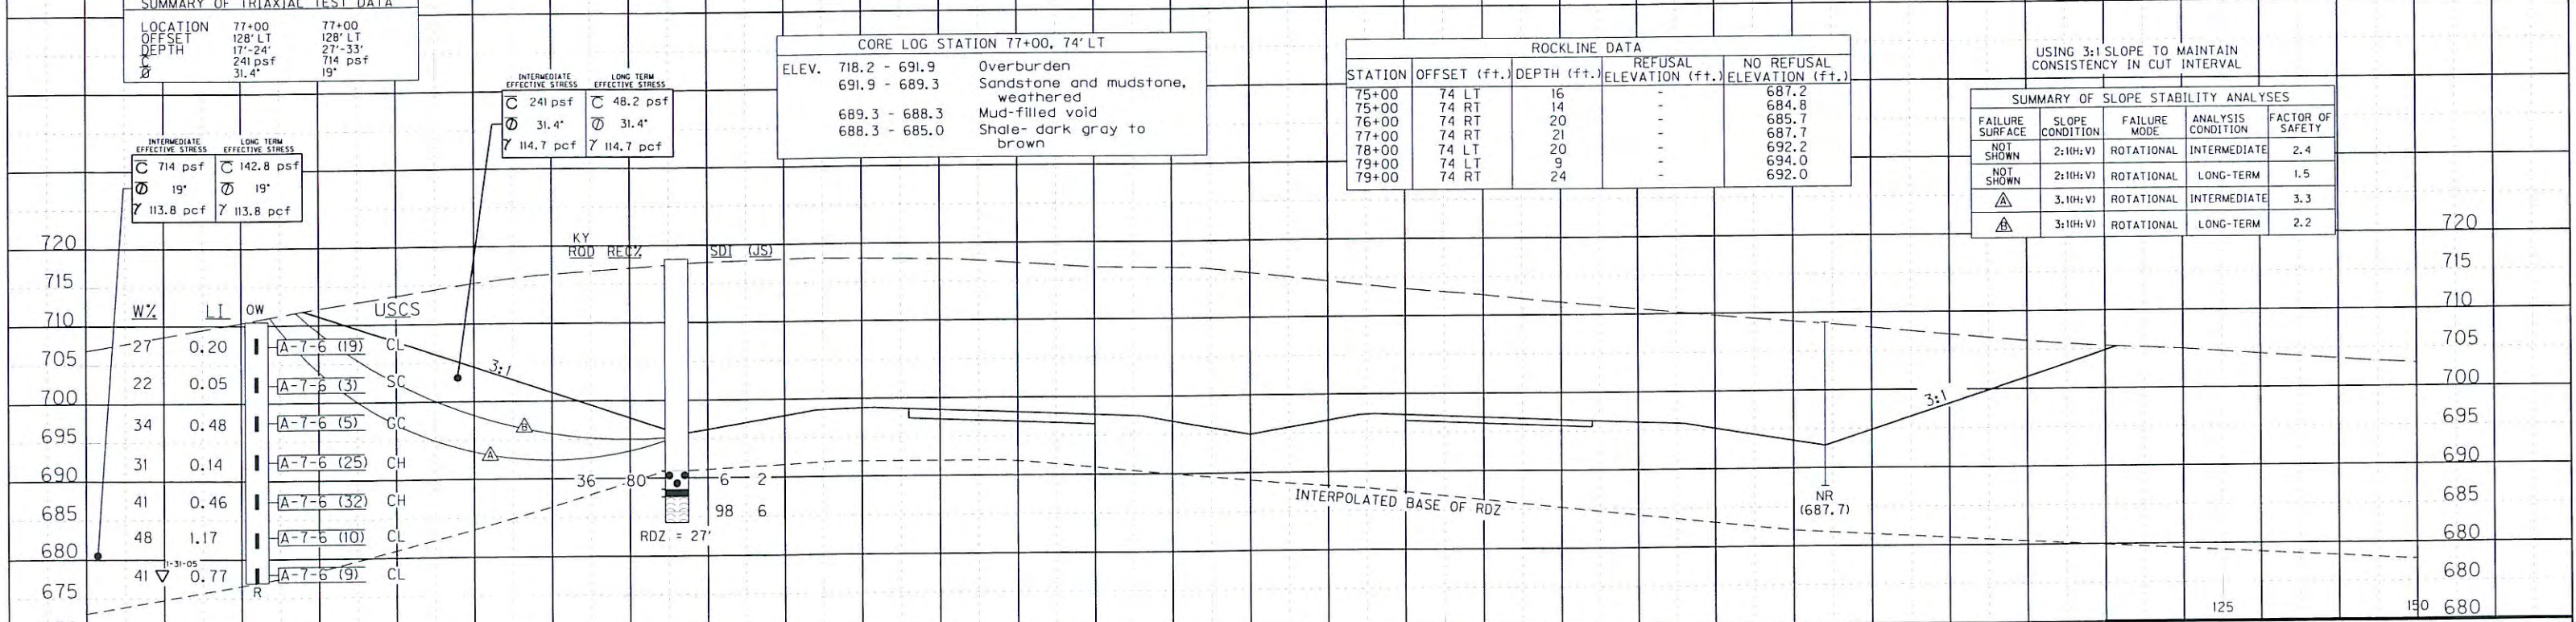 SUMMARY OF TRIAXIAL TEST DATA
LOCATION 77+00 77+00
OFFSET 128' LT 128' LT
DEPTH 17'-24' 27'-33'
C̅ 241 psf 714 psf
Ø̅ 31.4° 19°
INTERMEDIATE EFFECTIVE STRESS LONG TERM EFFECTIVE STRESS
C̅ 714 psf C̅ 142.8 psf
Ø̅ 19° Ø̅ 19°
γ 113.8 pcf γ 113.8 pcf
INTERMEDIATE EFFECTIVE STRESS LONG TERM EFFECTIVE STRESS
C̅ 241 psf C̅ 48.2 psf
Ø̅ 31.4° Ø̅ 31.4°
γ 114.7 pcf γ 114.7 pcf
CORE LOG STATION 77+00, 74' LT
ELEV. 718.2 - 691.9 Overburden
691.9 - 689.3 Sandstone and mudstone,
weathered
689.3 - 688.3 Mud-filled void
688.3 - 685.0 Shale- dark gray to
brown
ROCKLINE DATA
STATION OFFSET (ft.) DEPTH (ft.) REFUSAL ELEVATION (ft.) NO REFUSAL ELEVATION (ft.)
75+00 74 LT 16 - 687.2
75+00 74 RT 14 - 684.8
76+00 74 RT 20 - 685.7
77+00 74 RT 21 - 687.7
78+00 74 LT 20 - 692.2
79+00 74 LT 9 - 694.0
79+00 74 RT 24 - 692.0
USING 3:1 SLOPE TO MAINTAIN
CONSISTENCY IN CUT INTERVAL
SUMMARY OF SLOPE STABILITY ANALYSES
FAILURE SURFACE SLOPE CONDITION FAILURE MODE ANALYSIS CONDITION FACTOR OF SAFETY
NOT SHOWN 2:1(H:V) ROTATIONAL INTERMEDIATE 2.4
NOT SHOWN 2:1(H:V) ROTATIONAL LONG-TERM 1.5
A 3.1(H:V) ROTATIONAL INTERMEDIATE 3.3
B 3:1(H:V) ROTATIONAL LONG-TERM 2.2
720
715
710
705
700
695
690
685
680
675
W% LI OW USCS
27 0.20 A-7-6 (19) CL
22 0.05 A-7-6 (3) SC
34 0.48 A-7-6 (5) GC
31 0.14 A-7-6 (25) CH
41 0.46 A-7-6 (32) CH
48 1.17 A-7-6 (10) CL
1-31-05
41 0.77 A-7-6 (9) CL
R
3:1
B
A
KY
RQD REC% SDI (JS)
36 80 6 2
98 6
RDZ = 27'
INTERPOLATED BASE OF RDZ
NR
(687.7)
3:1
720
715
710
705
700
695
690
685
680
680
680
125 150